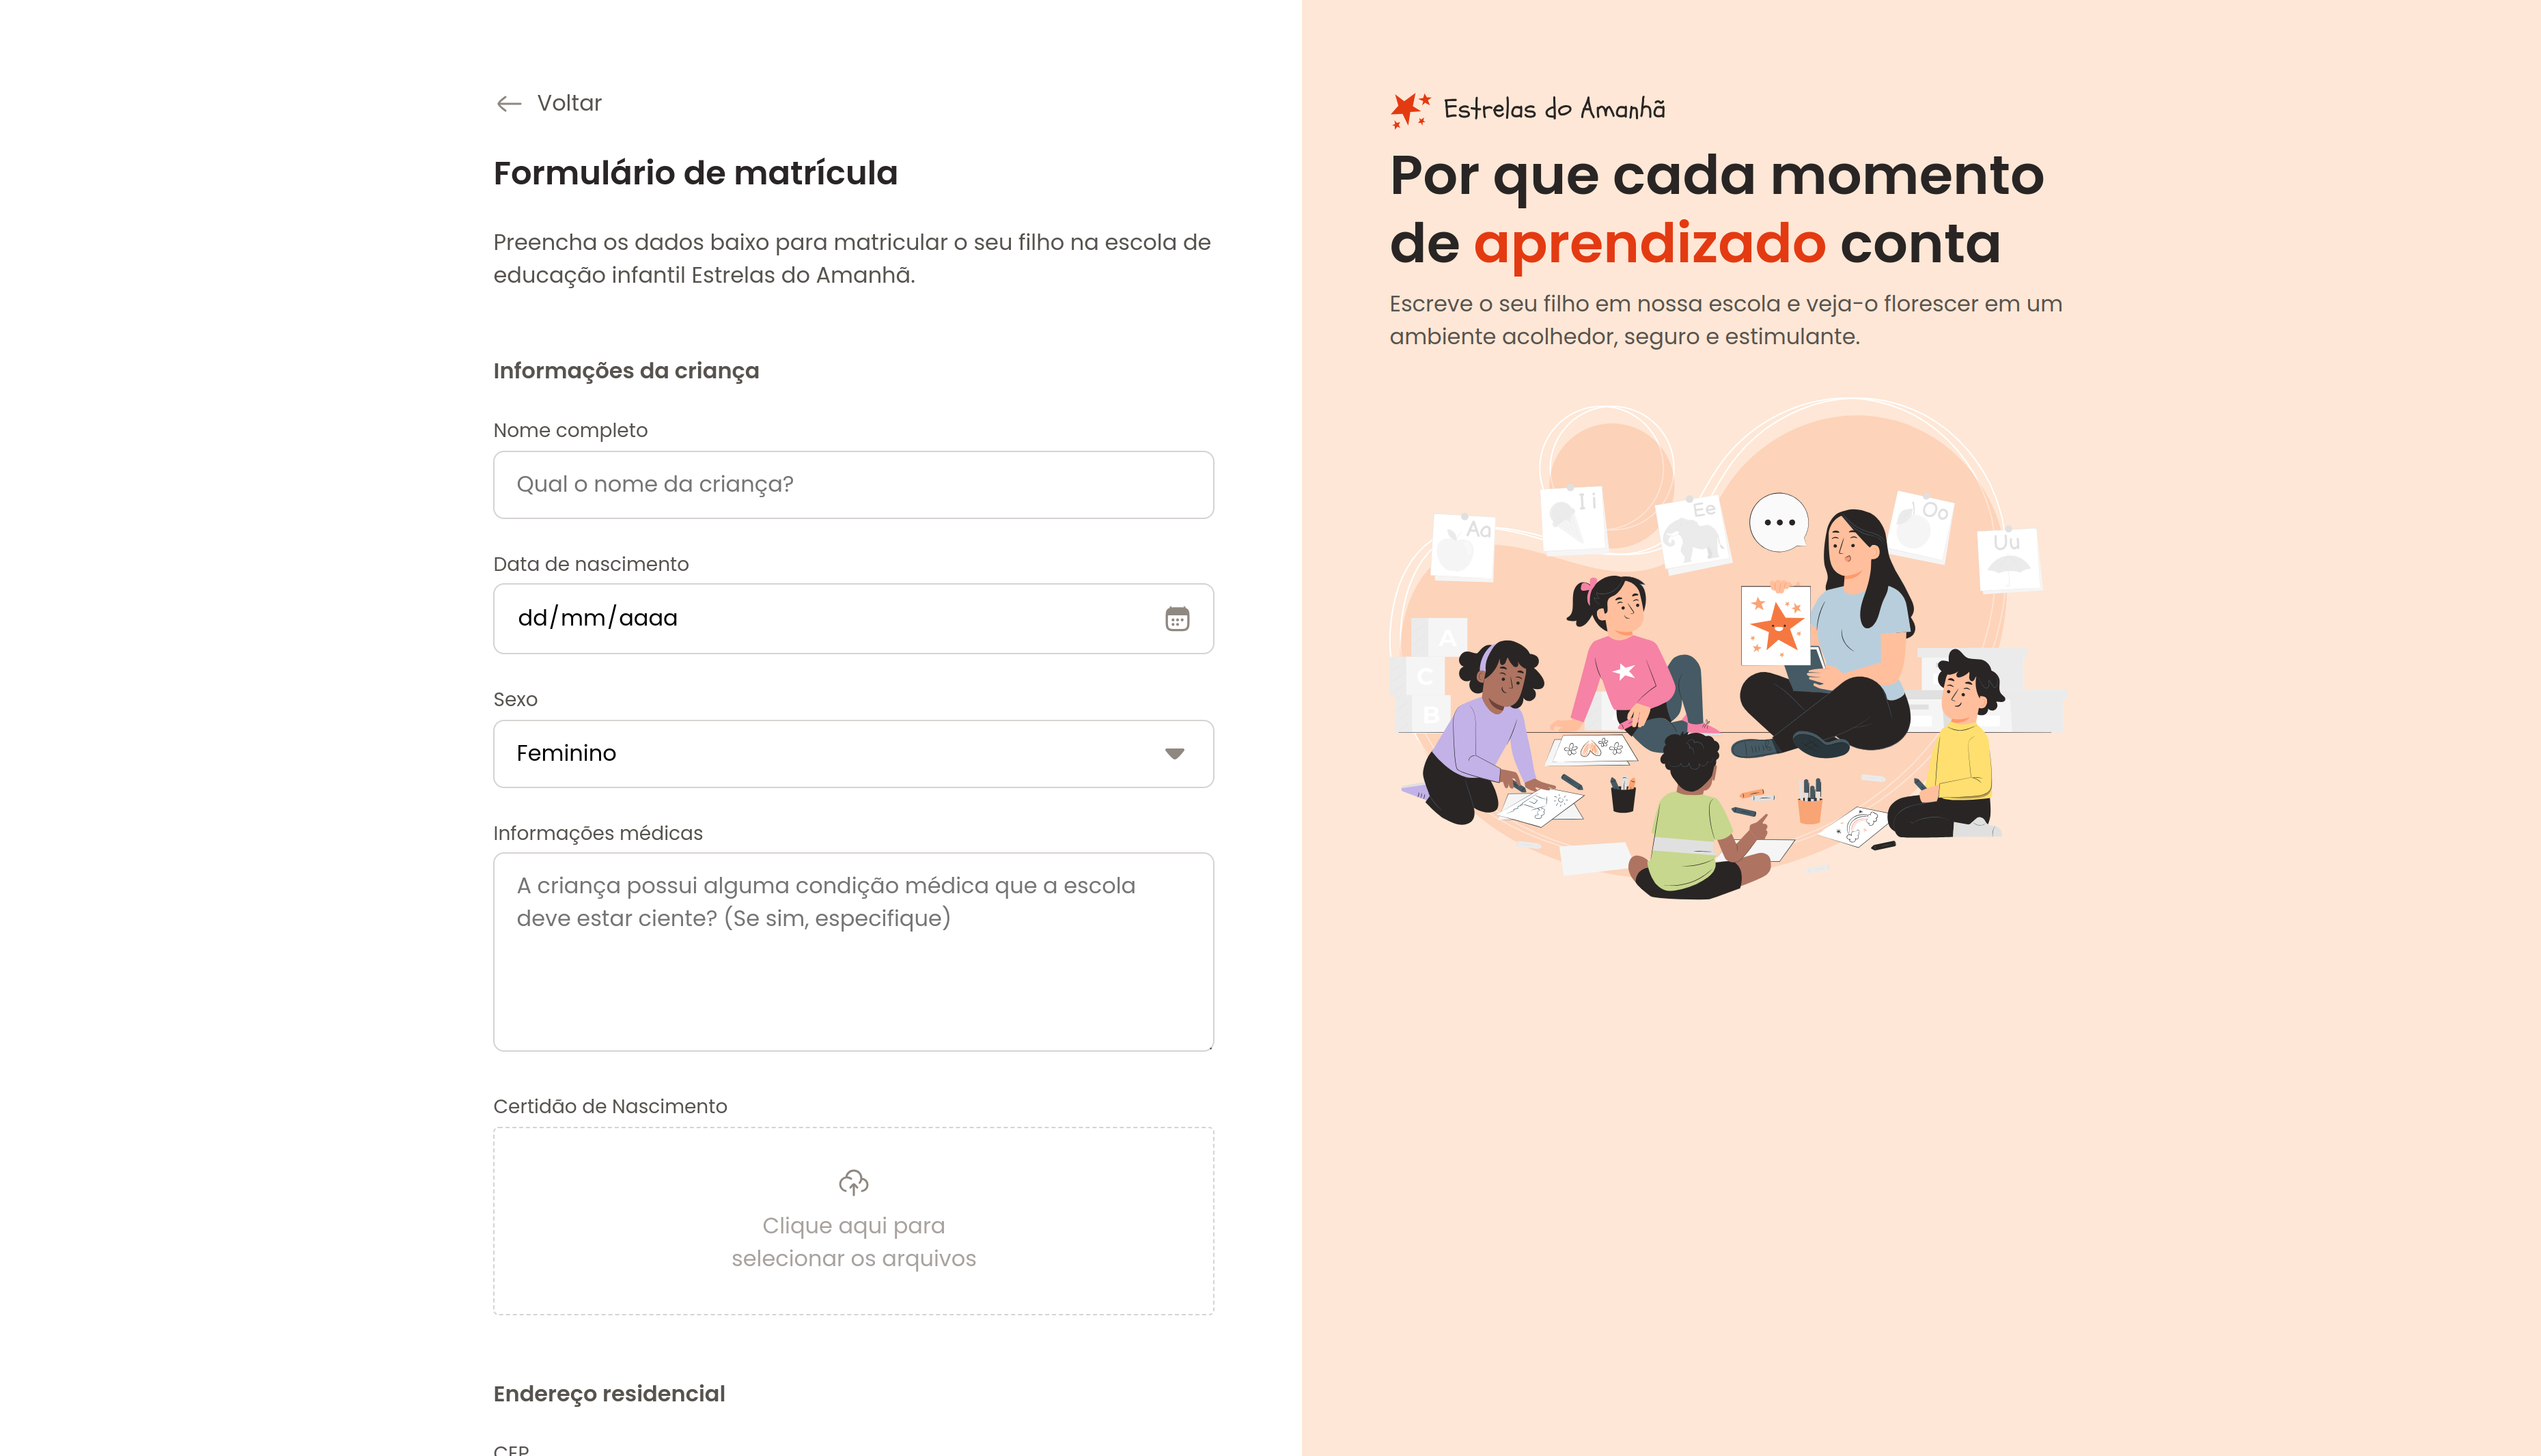 Voltar
Formulário de matrícula
Preencha os dados baixo para matricular o seu filho na escola de
educação infantil Estrelas do Amanhã.
Informações da criança
Nome completo
Qual o nome da criança?
Data de nascimento
dd/mm/aaaa
Sexo
Feminino
Informações médicas
A criança possui alguma condição médica que a escola
deve estar ciente? (Se sim, especifique)
Certidão de Nascimento
Clique aqui para
selecionar os arquivos
Endereço residencial
CEP
Estrelas do Amanhã
Por que cada momento
de aprendizado conta
Escreve o seu filho em nossa escola e veja-o florescer em um
ambiente acolhedor, seguro e estimulante.
Aa
I i
Ee
Oo
Uu
A
C
B